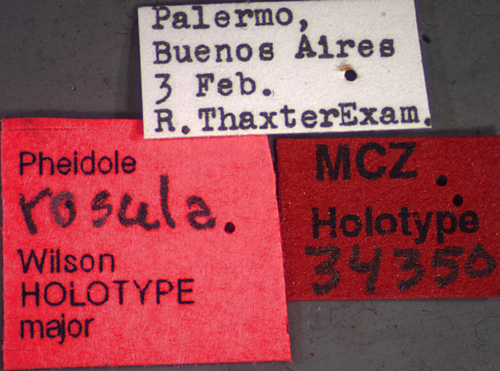 Palermo,
Buenos Aires
3 Feb.
R.ThaxterExam.
Pheidole
rosula.
Wilson
HOLOTYPE
major
MCZ
Holotype
34350